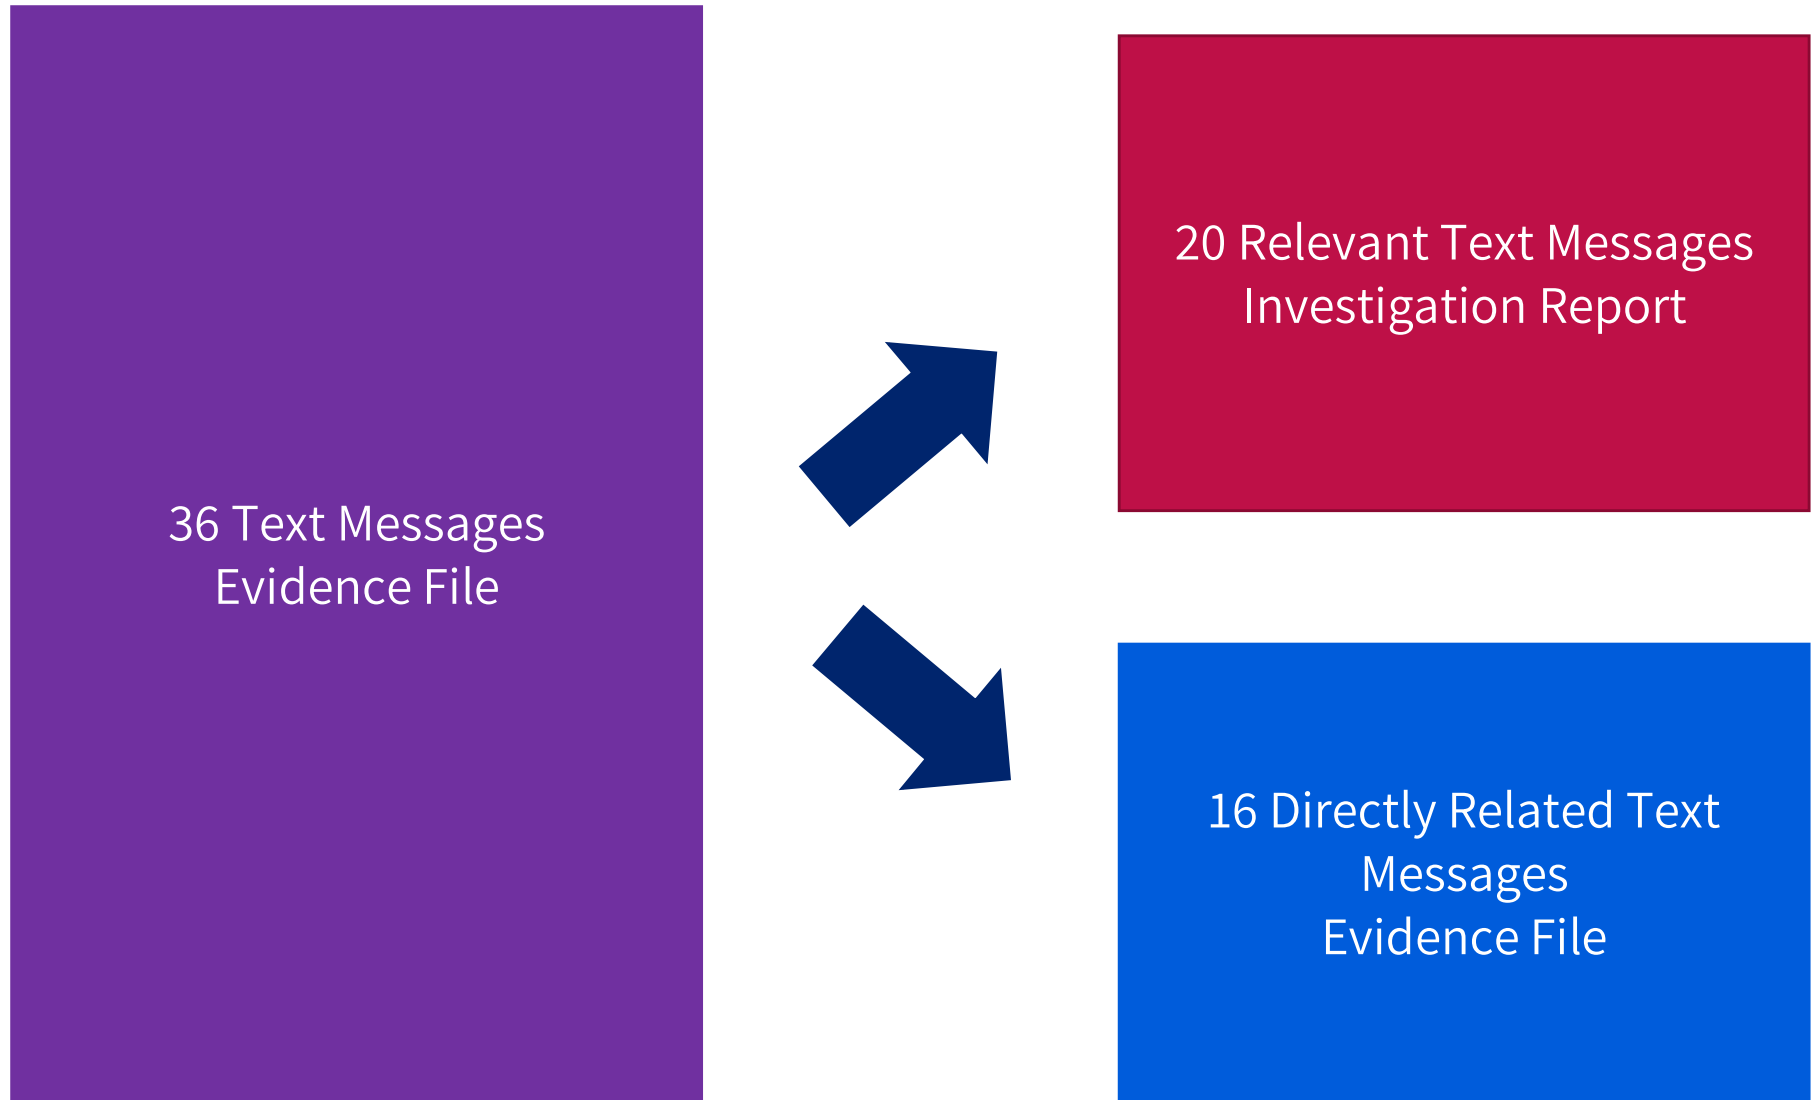 36 Text Messages
Evidence File
20 Relevant Text Messages
Investigation Report
16 Directly Related Text
Messages
Evidence File